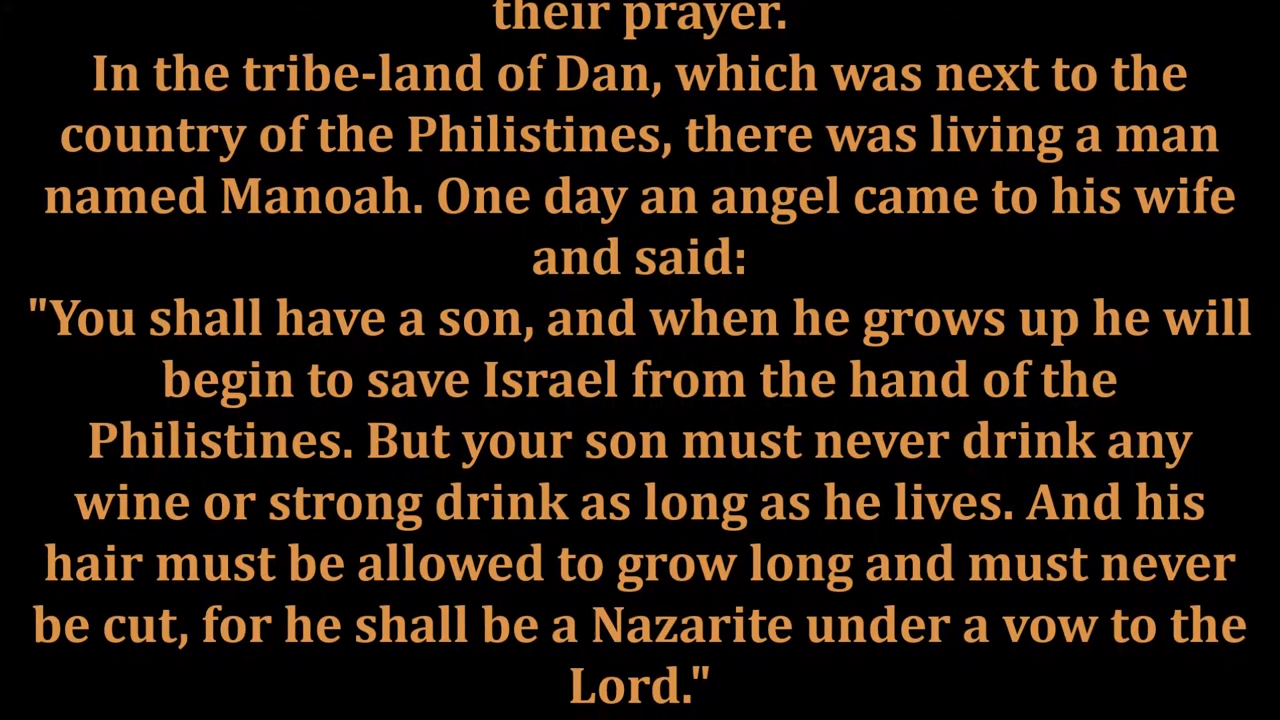 their prayer.
In the tribe-land of Dan, which was next to the
country of the Philistines, there was living a man
named Manoah. One day an angel came to his wife
and said:
"You shall have a son, and when he grows up he will
begin to save Israel from the hand of the
Philistines. But your son must never drink any
wine or strong drink as long as he lives. And his
hair must be allowed to grow long and must never
be cut, for he shall be a Nazarite under a vow to the
Lord."